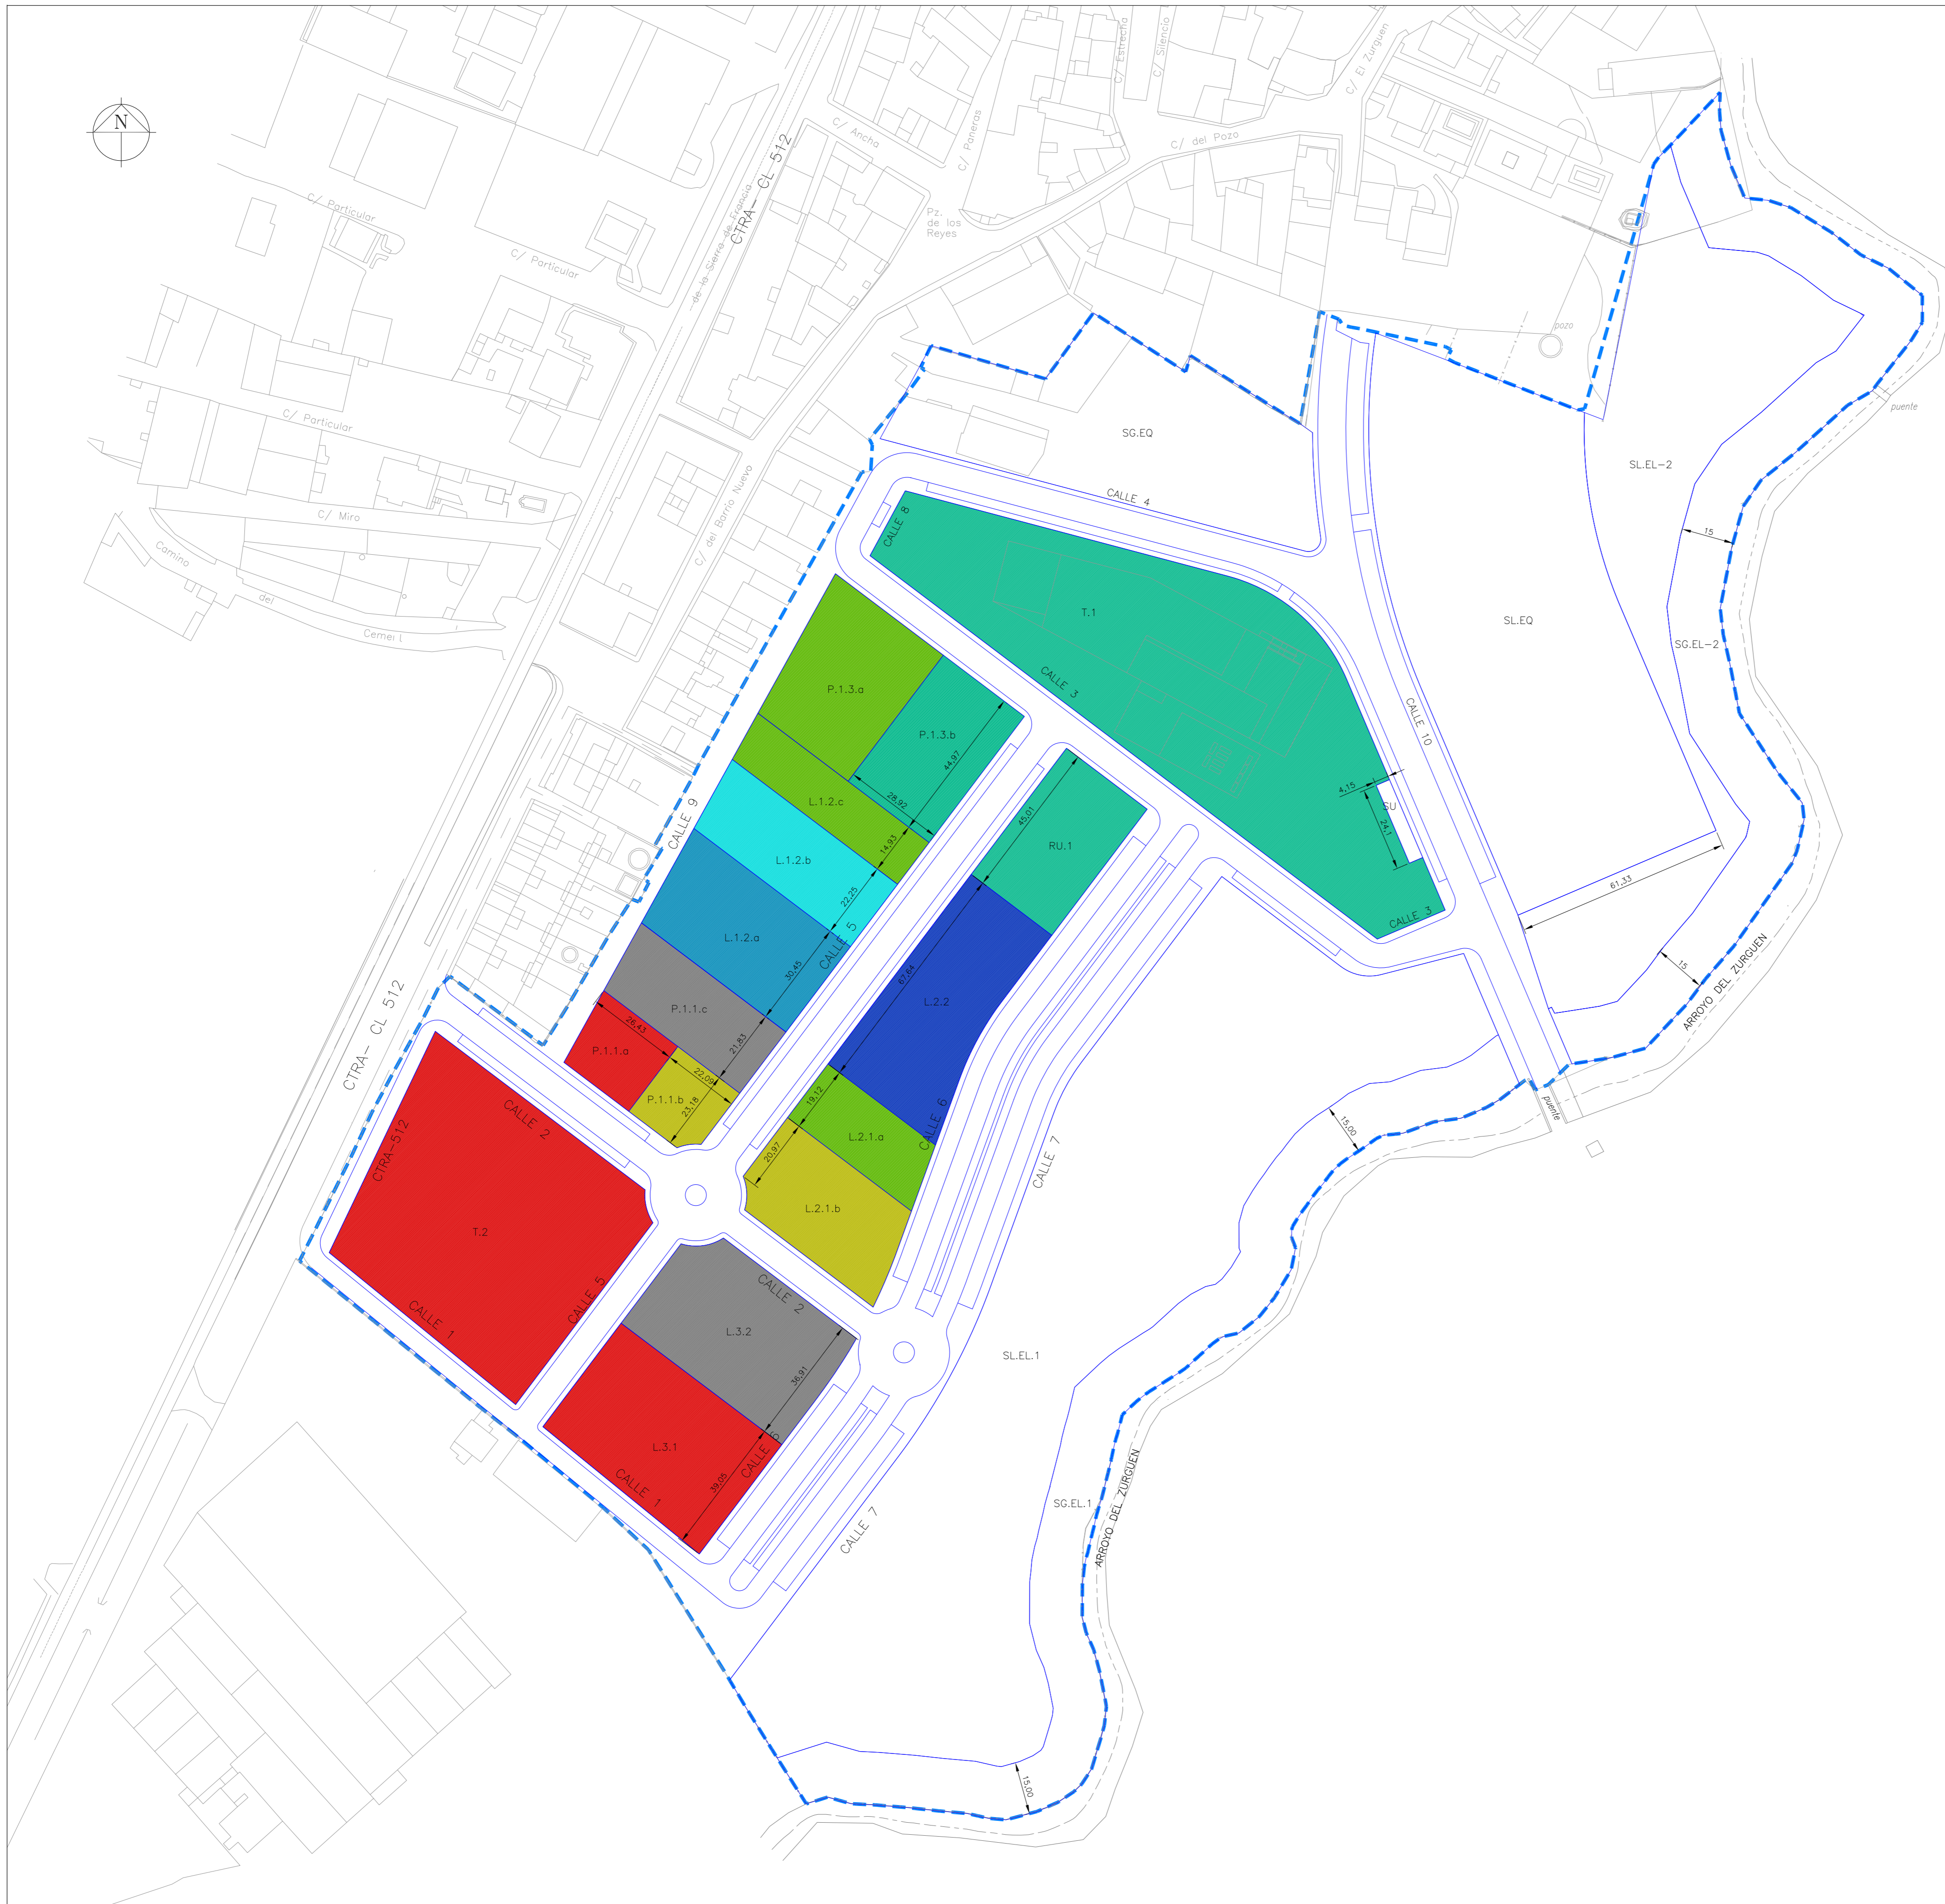 N
C/ Estrecha
C/ Silencio
C/ El Zurguen
C/ Ancha
C/ Paneras
C/ del Pozo
CTRA- CL 512
de la Sierra de Francia
Pz.
de los
Reyes
C/ Particular
C/ Particular
C/ Particular
C/ Miro
Camino
del
C/ del Barrio Nuevo
pozo
puente
SG.EQ
SL.EL-2
CALLE 4
CALLE 8
15
T.1
SL.EQ
SG.EL-2
CALLE 3
P.1.3.a
P.1.3.b
44,97
28,92
CALLE 10
4,15
SU
24,1
L.1.2.c
14,93
CALLE 9
L.1.2.b
22,25
45,01
RU.1
61,33
CALLE 3
L.1.2.a
30,45
CALLE 5
67,64
L.2.2
15
ARROYO DEL ZURGUEN
CTRA- CL 512
P.1.1.c
26,43
21,83
P.1.1.a
22,09
P.1.1.b
23,18
19,12
L.2.1.a
CALLE 6
20,97
L.2.1.b
CALLE 7
15,00
puente
CALLE 2
CTRA-512
T.2
CALLE 5
CALLE 1
CALLE 2
L.3.2
36,91
SL.EL.1
L.3.1
39,05
CALLE 6
CALLE 1
CALLE 7
SG.EL.1
ARROYO DEL ZURGUEN
15,00